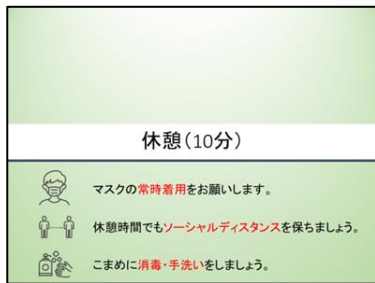 休憩（10分）
マスクの常時着用をお願いします。
休憩時間でもソーシャルディスタンスを保ちましょう。
こまめに消毒・手洗いをしましょう。